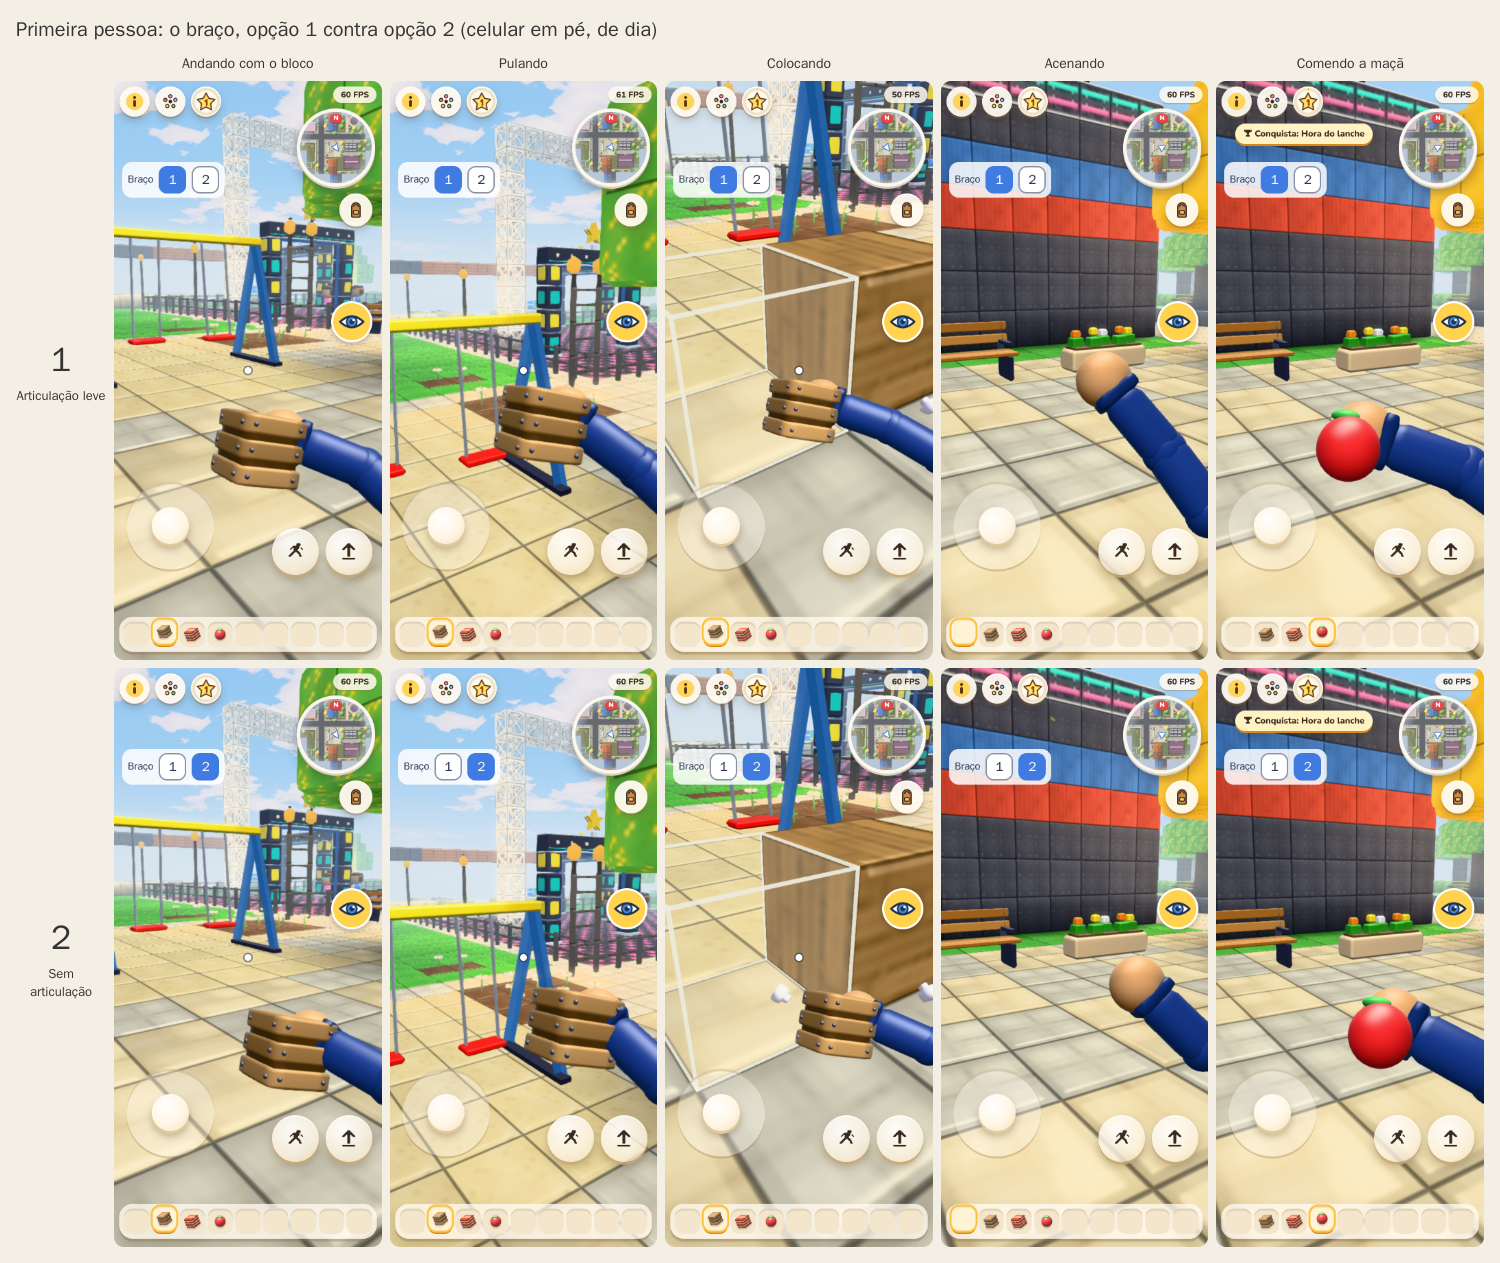 Primeira pessoa: o braço, opção 1 contra opção 2 (celular em pé, de dia)
Andando com o bloco
Pulando
Colocando
Acenando
Comendo a maçã
1
Articulação leve
60 FPS
N
Braço 1 2
61 FPS
N
Braço 1 2
50 FPS
N
Braço 1 2
60 FPS
N
Braço 1 2
60 FPS
Conquista: Hora do lanche
N
Braço 1 2
2
Sem
articulação
60 FPS
N
Braço 1 2
60 FPS
N
Braço 1 2
60 FPS
N
Braço 1 2
60 FPS
N
Braço 1 2
60 FPS
Conquista: Hora do lanche
N
Braço 1 2